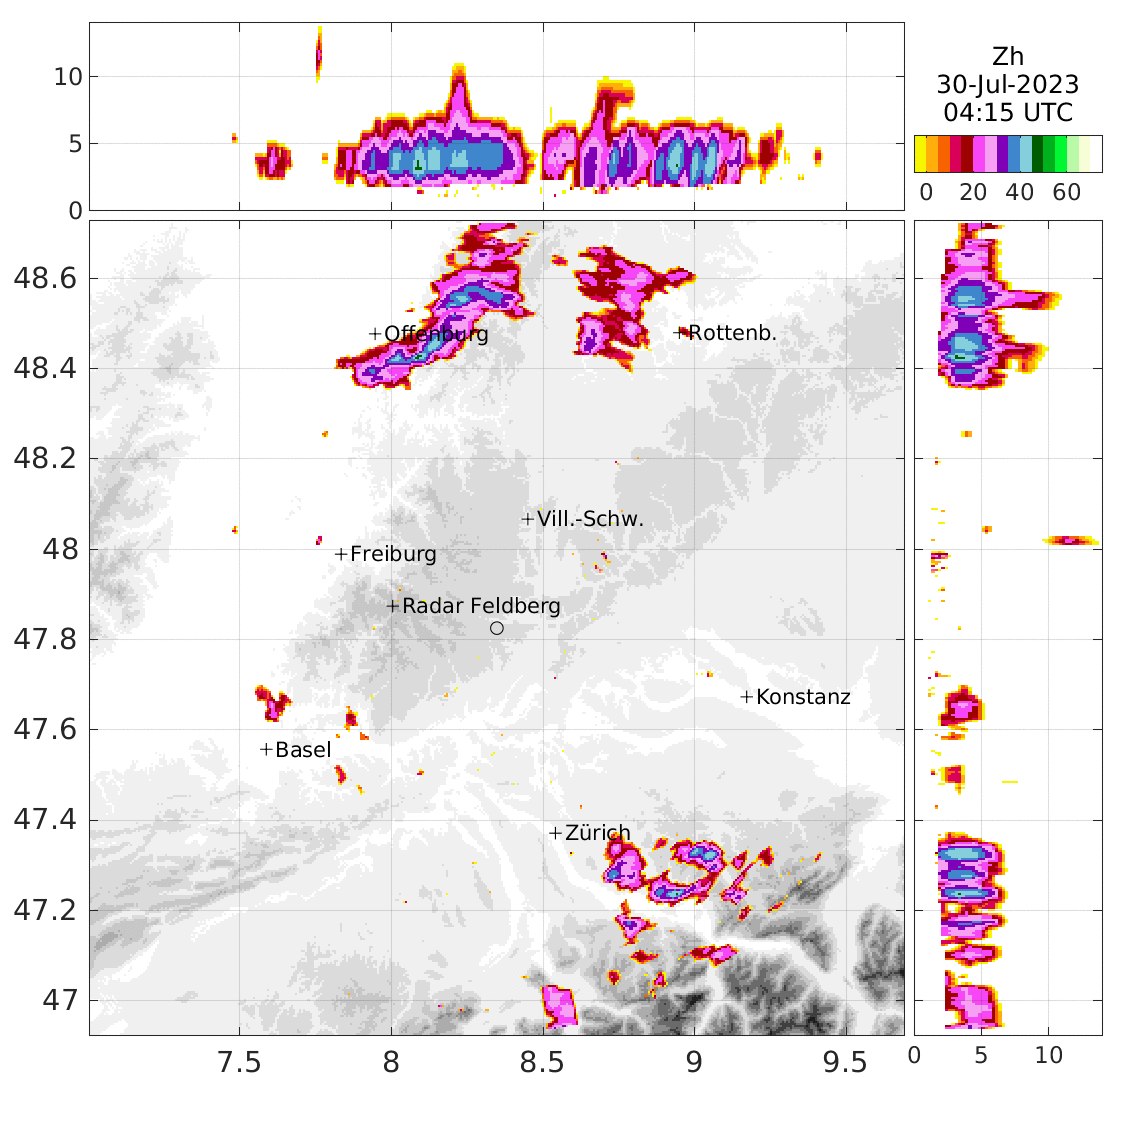 10
5
0
Zh
30-Jul-2023
04:15 UTC
0 20 40 60
48.6
48.4
48.2
48
47.8
47.6
47.4
47.2
47
Offenburg
Rottenb.
Vill.-Schw.
Freiburg
Radar Feldberg
Konstanz
Basel
Zürich
7.5 8 8.5 9 9.5
0 5 10